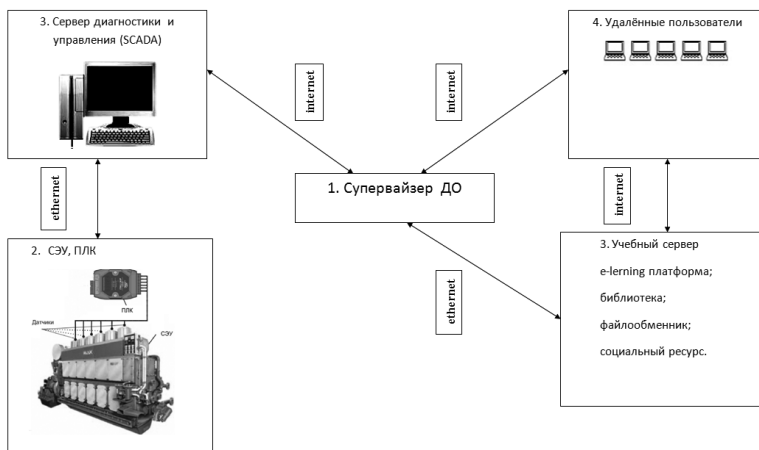 3. Сервер диагностики и
управления (SCADA)
4. Удалённые пользователи
internet
internet
ethernet
1. Супервайзер ДО
internet
2. СЭУ, ПЛК
ПЛК
Датчики
СЭУ
ethernet
3. Учебный сервер
e-lerning платформа;
библиотека;
файлообменник;
социальный ресурс.